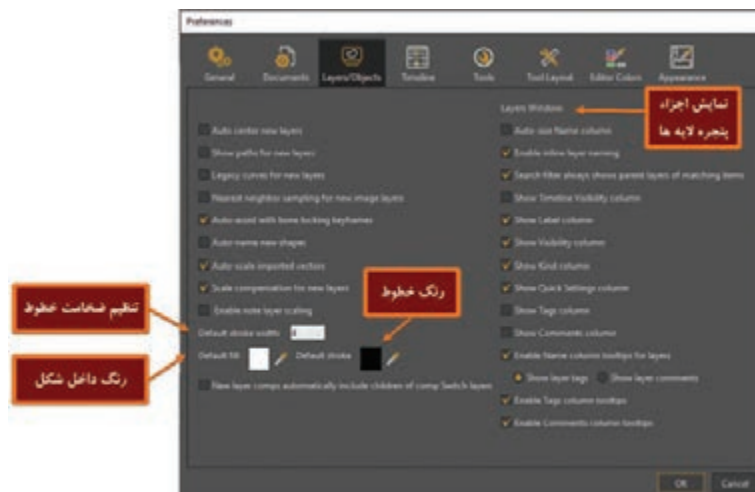 Preferences
General
Documents
Layers/Objects
Timeline
Tools
Tool Layout
Editor Colors
Appearance
Auto center new layers
Show paths for new layers
Legacy curves for new layers
Nearest neighbor sampling for new image layers
Auto-avoid with bone locking keyframes
Auto-name new shapes
Auto-scale imported vectors
Scale compensation for new layers
Enable note layer scaling
Default stroke width:
Default fill:
Default stroke:
New layer comps automatically include children of comp Switch layers
Layers Window
Auto-size Name column
Enable inline layer naming
Search filter always shows parent layers of matching items
Show Timeline Visibility column
Show Label column
Show Visibility column
Show Kind column
Show Quick Settings column
Show Tags column
Show Comments column
Enable Name column tooltips for layers
Show layer tags
Show layer comments
Enable Tags column tooltips
Enable Comments column tooltips
OK
Cancel
نمایش اجزاء
پنجره لایه ها
رنگ خطوط
تنظیم ضخامت خطوط
رنگ داخل شکل